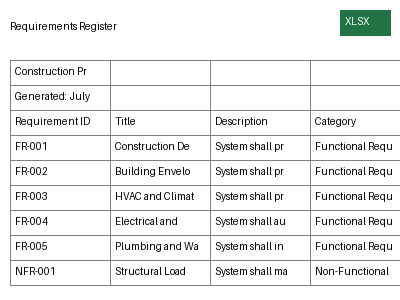 Requirements Register
XLSX
Construction Pr
Generated: July
Requirement ID Title Description Category
FR-001 Construction De System shall pr Functional Requ
FR-002 Building Envelo System shall pr Functional Requ
FR-003 HVAC and Climat System shall pr Functional Requ
FR-004 Electrical and System shall au Functional Requ
FR-005 Plumbing and Wa System shall in Functional Requ
NFR-001 Structural Load System shall ma Non-Functional